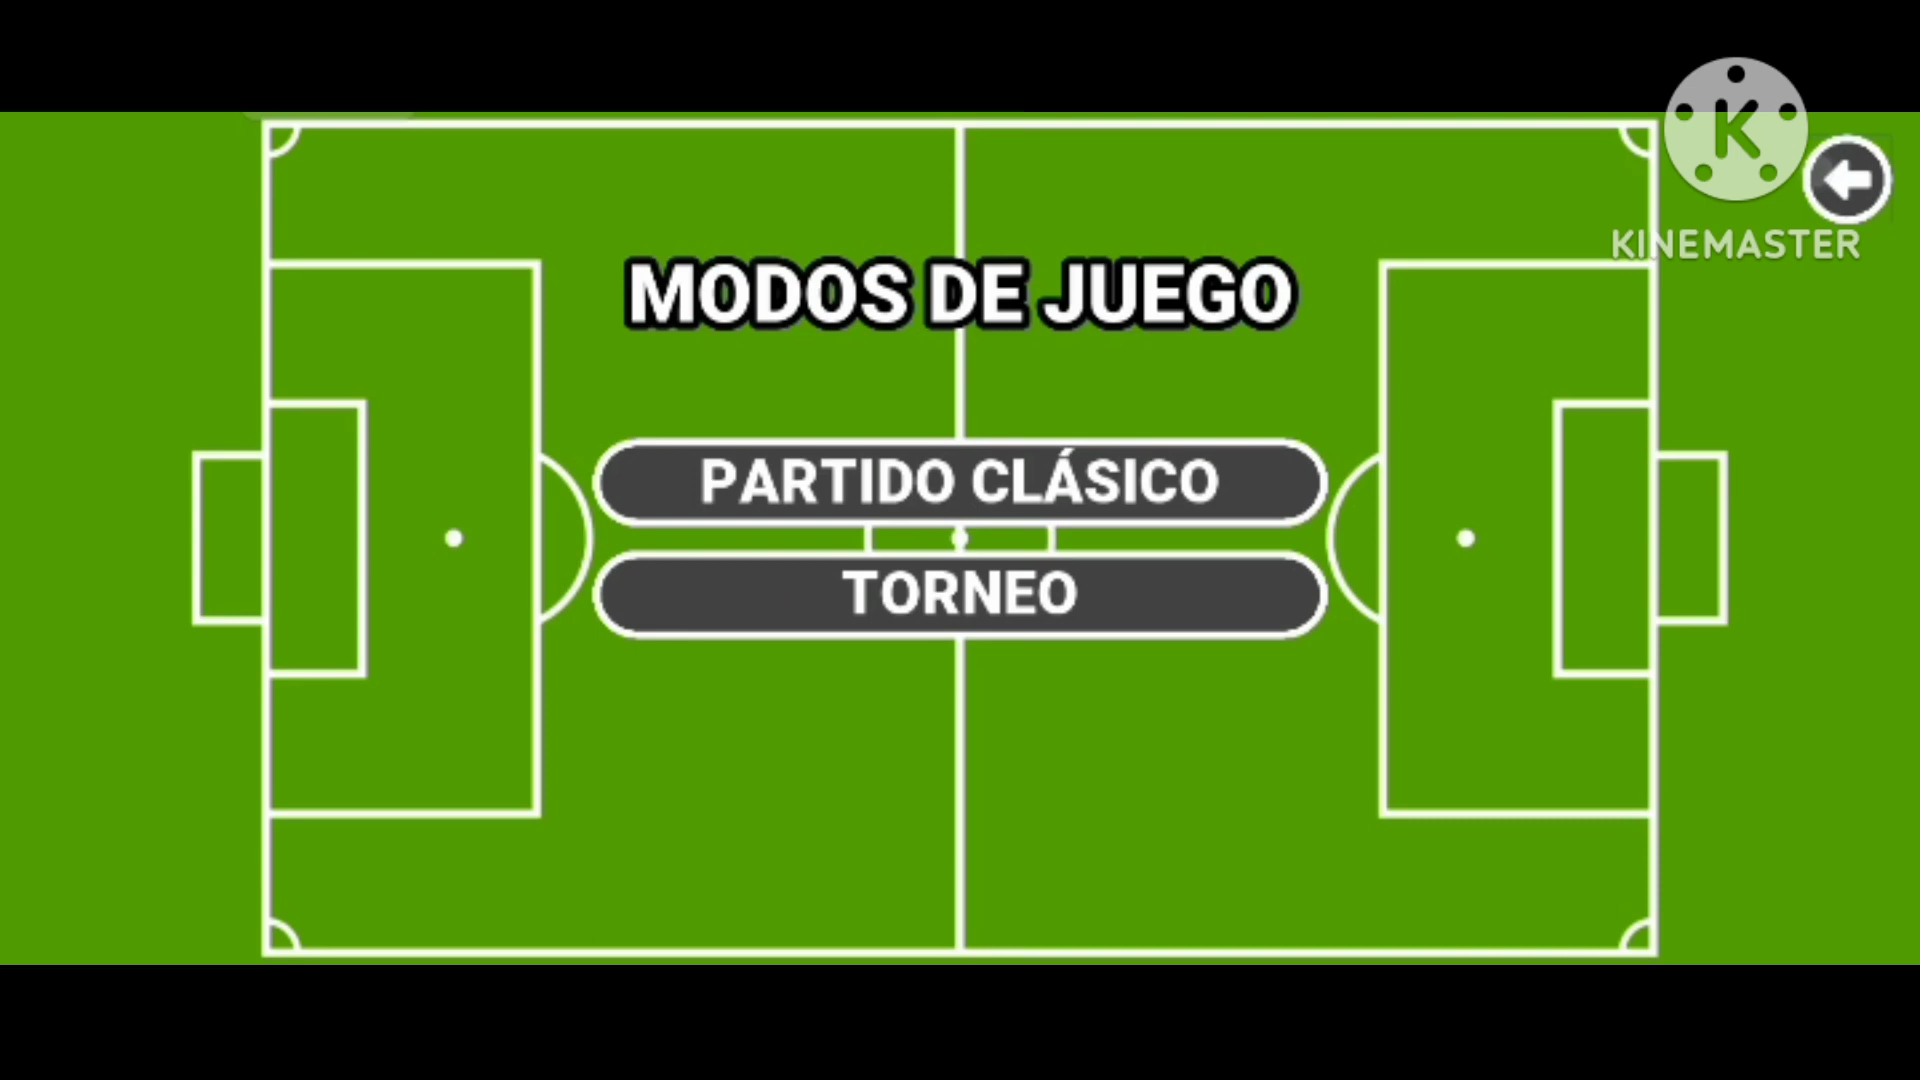 K
KINEMASTER
MODOS DE JUEGO
PARTIDO CLÁSICO
TORNEO